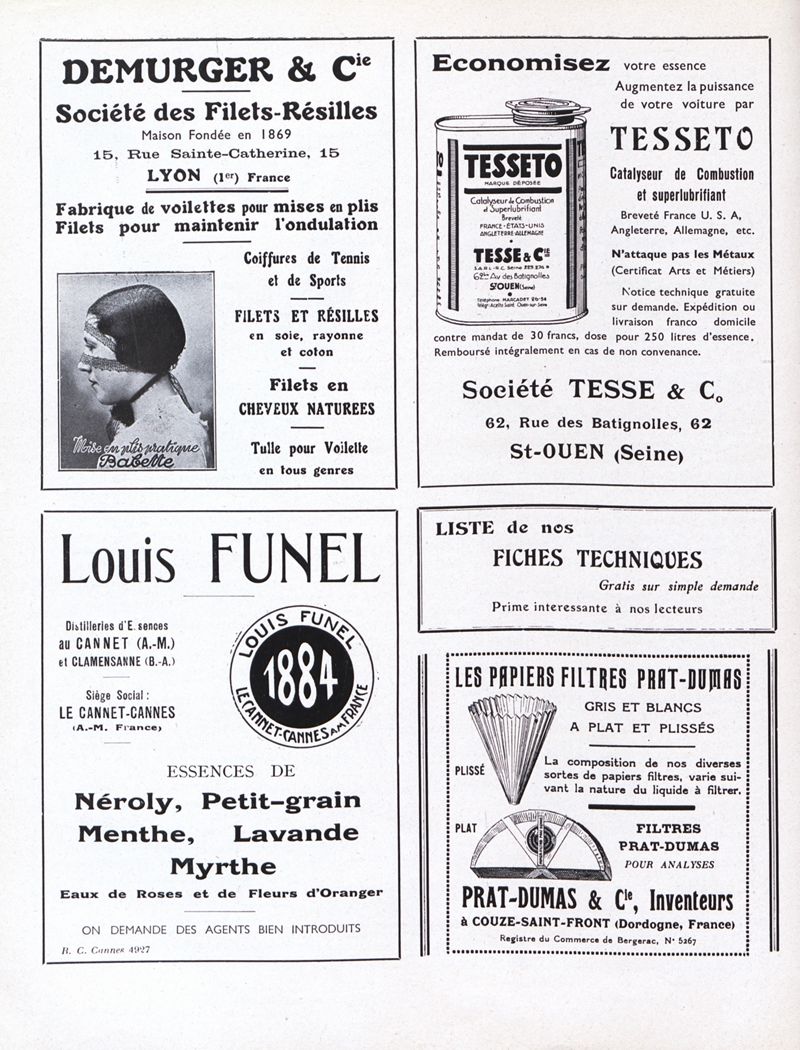 DEMURGER & Cie
Société des Filets-Résilles
Maison Fondée en 1869
15, Rue Sainte-Catherine, 15
LYON (1er) France
Fabrique de voilettes pour mises en plis
Filets pour maintenir l'ondulation
Coiffures de Tennis
et de Sports
FILETS ET RÉSILLES
en soie, rayonne
et coton
Filets en
CHEVEUX NATUREES
Tulle pour Voilette
en tous genres
Mise en plis pratique
Babette
Economisez votre essence
Augmentez la puissance
de votre voiture par
TESSETO
Catalyseur de Combustion
et superlubrifiant
Breveté France U. S. A,
Angleterre, Allemagne, etc.
N'attaque pas les Métaux
(Certificat Arts et Métiers)
Notice technique gratuite
sur demande. Expédition ou
livraison franco domicile
contre mandat de 30 francs, dose pour 250 litres d'essence.
Remboursé intégralement en cas de non convenance.
TESSETO
MARQUE DÉPOSÉE
Catalyseur de Combustion
et Superlubrifiant
Breveté
FRANCE-ÉTATS-UNIS
ANGLETERRE-ALLEMAGNE
TESSE & Cie
62 Av des Batignolles
St OUEN (Seine)
Téléphone MARCADET 26-54
Société TESSE & Co
62, Rue des Batignolles, 62
St-OUEN (Seine)
Louis FUNEL
Distilleries d'E sences
au CANNET (A.-M.)
et CLAMENSANNE (B.-A.)
Siège Social :
LE CANNET-CANNES
(A.-M. France)
LOUIS FUNEL
1884
LE CANNET-CANNES A.M. FRANCE
ESSENCES DE
Néroly, Petit-grain
Menthe, Lavande
Myrthe
Eaux de Roses et de Fleurs d'Oranger
ON DEMANDE DES AGENTS BIEN INTRODUITS
R. C. Cannes 4927
LISTE de nos
FICHES TECHNIQUES
Gratis sur simple demande
Prime interessante à nos lecteurs
LES PAPIERS FILTRES PRAT-DUMAS
GRIS ET BLANCS
A PLAT ET PLISSÉS
PLISSÉ
La composition de nos diverses
sortes de papiers filtres, varie sui-
vant la nature du liquide à filtrer.
PLAT
FILTRES
PRAT-DUMAS
POUR ANALYSES
PRAT-DUMAS & Cie, Inventeurs
à COUZE-SAINT-FRONT (Dordogne, France)
Registre du Commerce de Bergerac, N° 5267